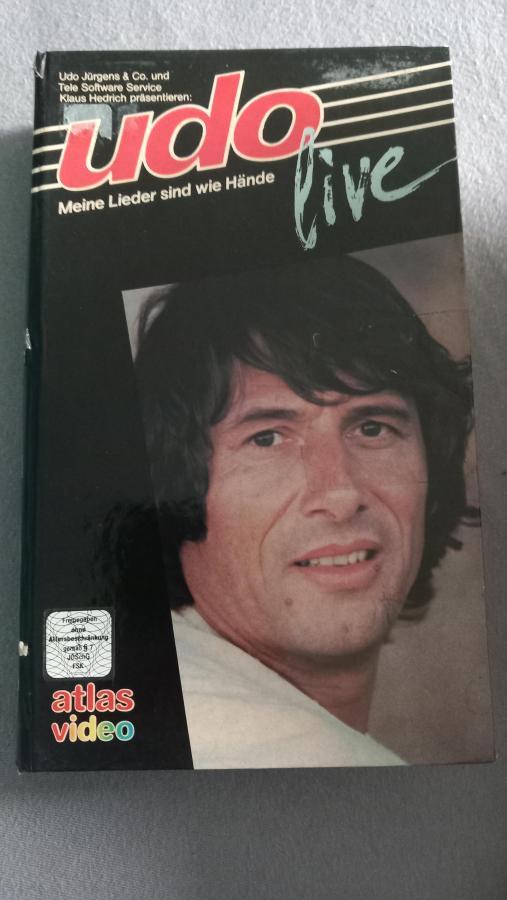 Udo Jürgens & Co. und
Tele Software Service
Klaus Hedrich präsentieren:
udo
live
Meine Lieder sind wie Hände
Freigegeben
ohne
Altersbeschränkung
gemäß § 7
JÖSchG
FSK
atlas
video